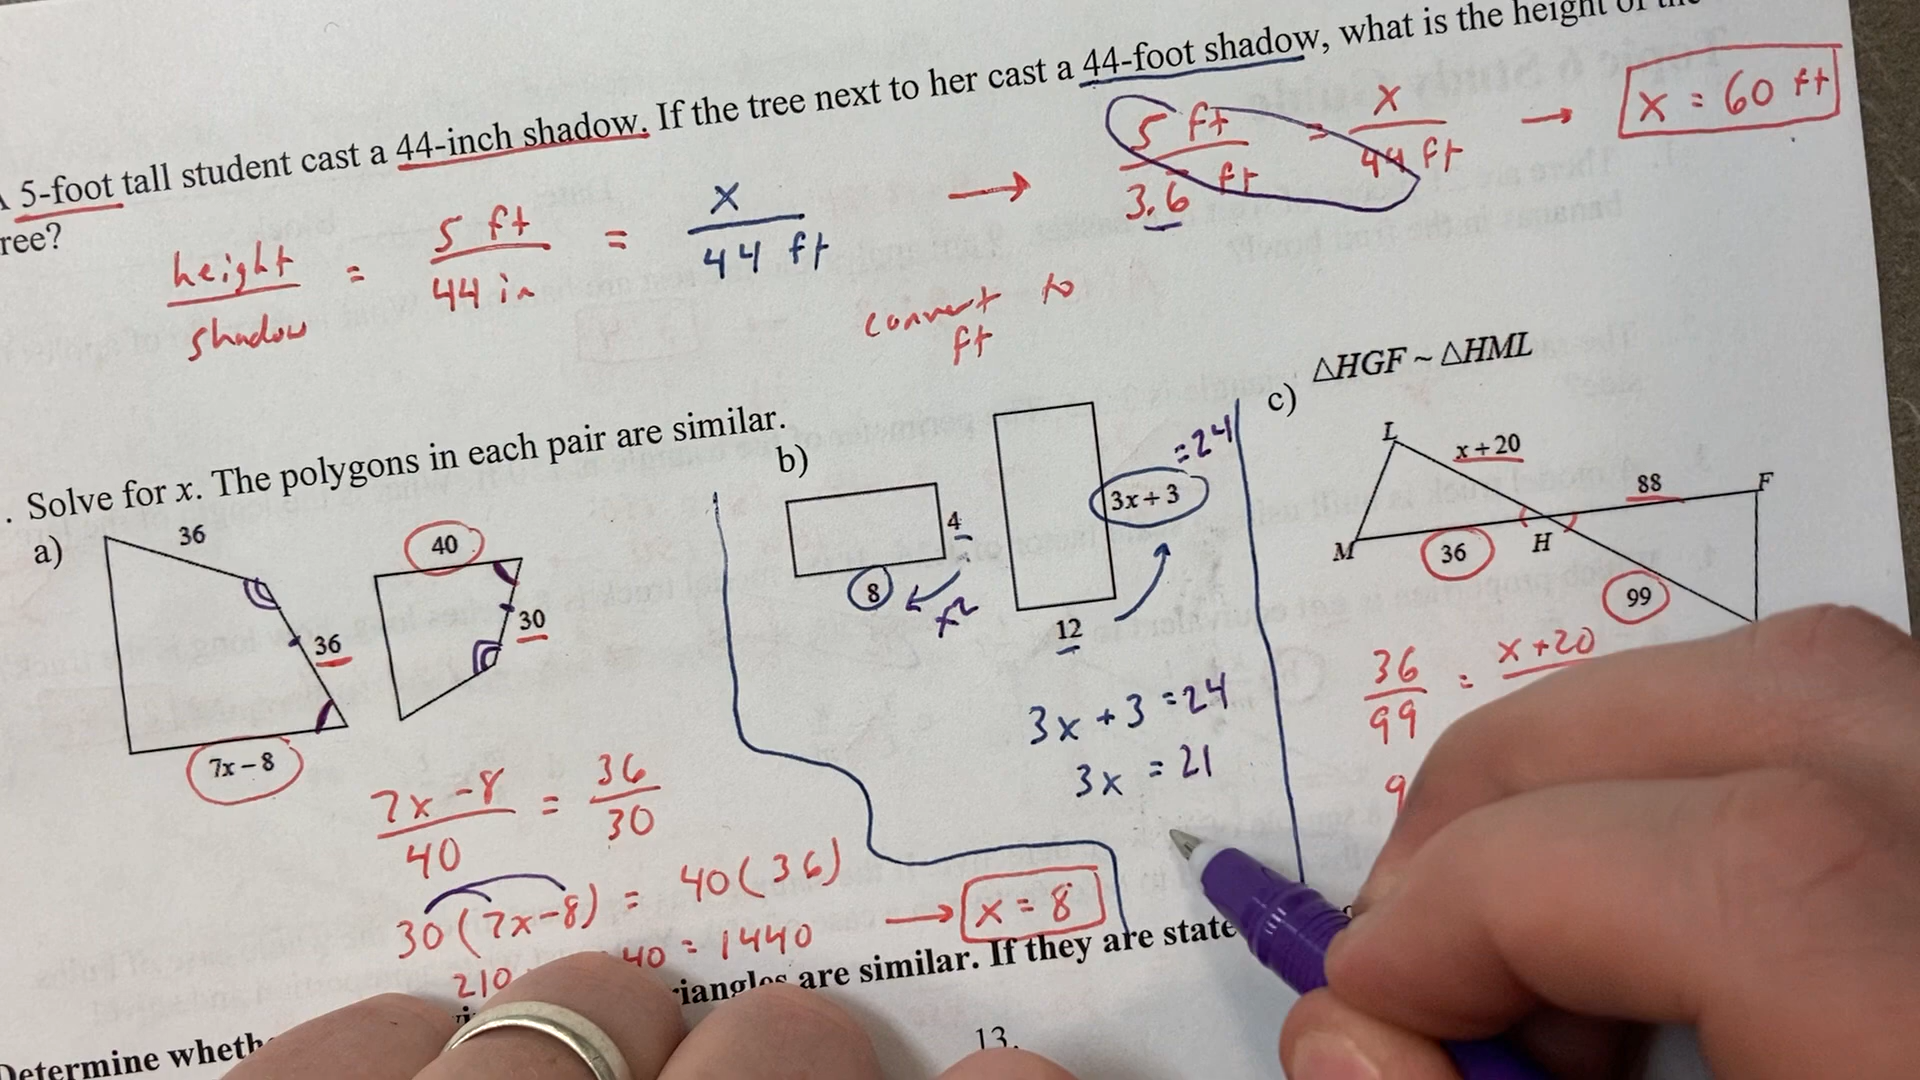 5-foot tall student cast a 44-inch shadow. If the tree next to her cast a 44-foot shadow, what is the height
ree?
height / shadow = 5 ft / 44 in = x / 44 ft → 5 ft / 3.6 ft = x / 44 ft → x = 60 ft
convert to
ft
. Solve for x. The polygons in each pair are similar.
a)
36
36
7x – 8
40
30
7x - 8 / 40 = 36 / 30
30(7x-8) = 40(36)
210 40 = 1440 → x = 8
b)
4
8
x2
3x + 3
= 24
12
3x + 3 = 24
3x = 21
c)
△HGF ~ △HML
L
x + 20
88
F
M
36
H
99
36 / 99 = x + 20
9
Determine wheth
riangles are similar. If they are state
13.